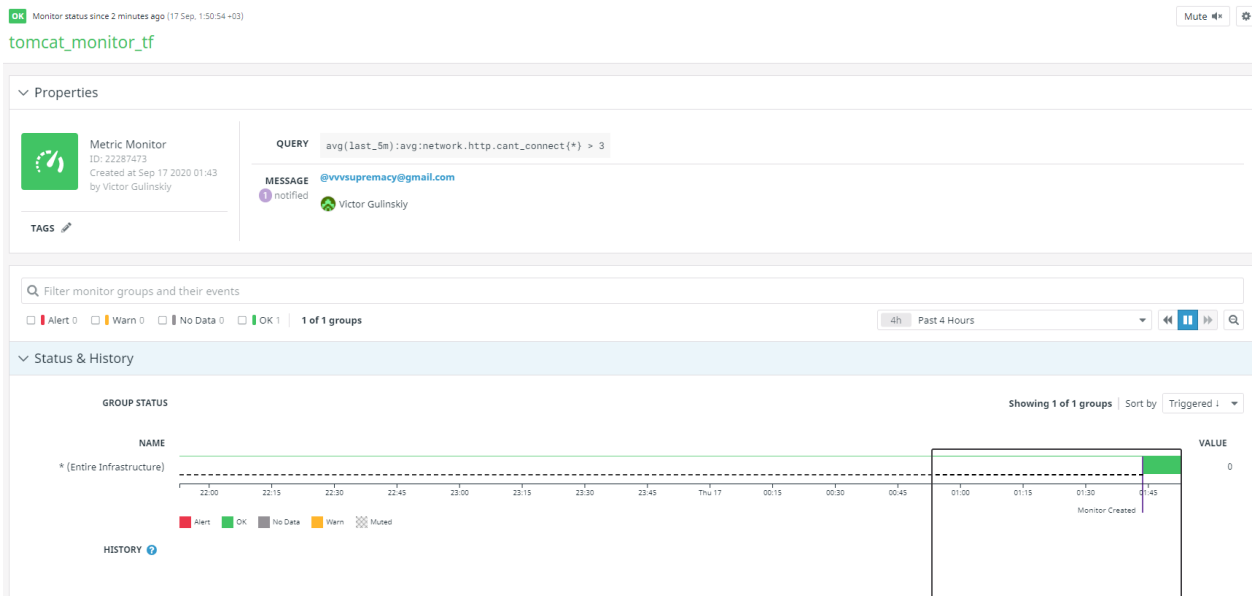 OK Monitor status since 2 minutes ago (17 Sep, 1:50:54 +03)
Mute
tomcat_monitor_tf
Properties
Metric Monitor
ID: 22287473
Created at Sep 17 2020 01:43
by Victor Gulinskiy
TAGS
QUERY avg(last_5m):avg:network.http.cant_connect{*} > 3
MESSAGE @vvvsupremacy@gmail.com
1 notified
Victor Gulinskiy
Filter monitor groups and their events
Alert 0 Warn 0 No Data 0 OK 1 1 of 1 groups
4h Past 4 Hours
Status & History
GROUP STATUS
Showing 1 of 1 groups Sort by Triggered ↓
NAME
VALUE
* (Entire Infrastructure)
0
22:00 22:15 22:30 22:45 23:00 23:15 23:30 23:45 Thu 17 00:15 00:30 00:45 01:00 01:15 01:30 01:45
Monitor Created
Alert OK No Data Warn Muted
HISTORY ?